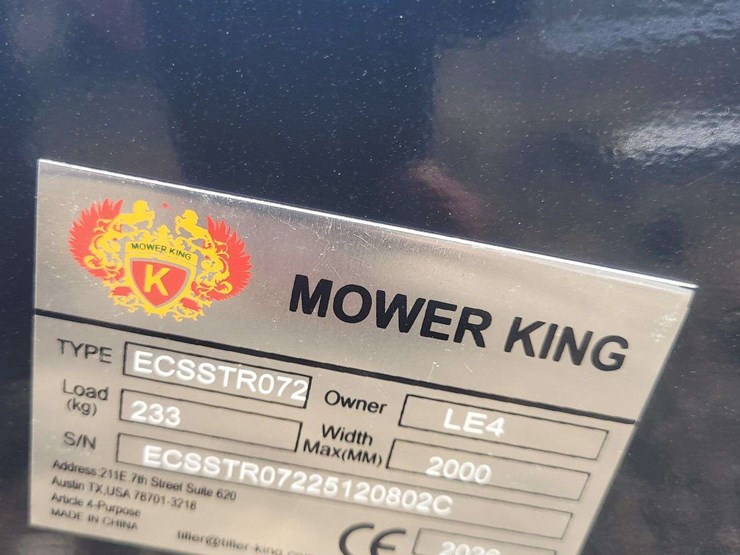 MOWER KING
K
MOWER KING
TYPE ECSSTR072 Owner LE4
Load (kg) 233 Width Max(MM) 2000
S/N ECSSTR07225120802C
Address:211E.7th Street Suite 620
Austin TX,USA 78701-3218
Article 4-Purpose
MADE IN CHINA
CE